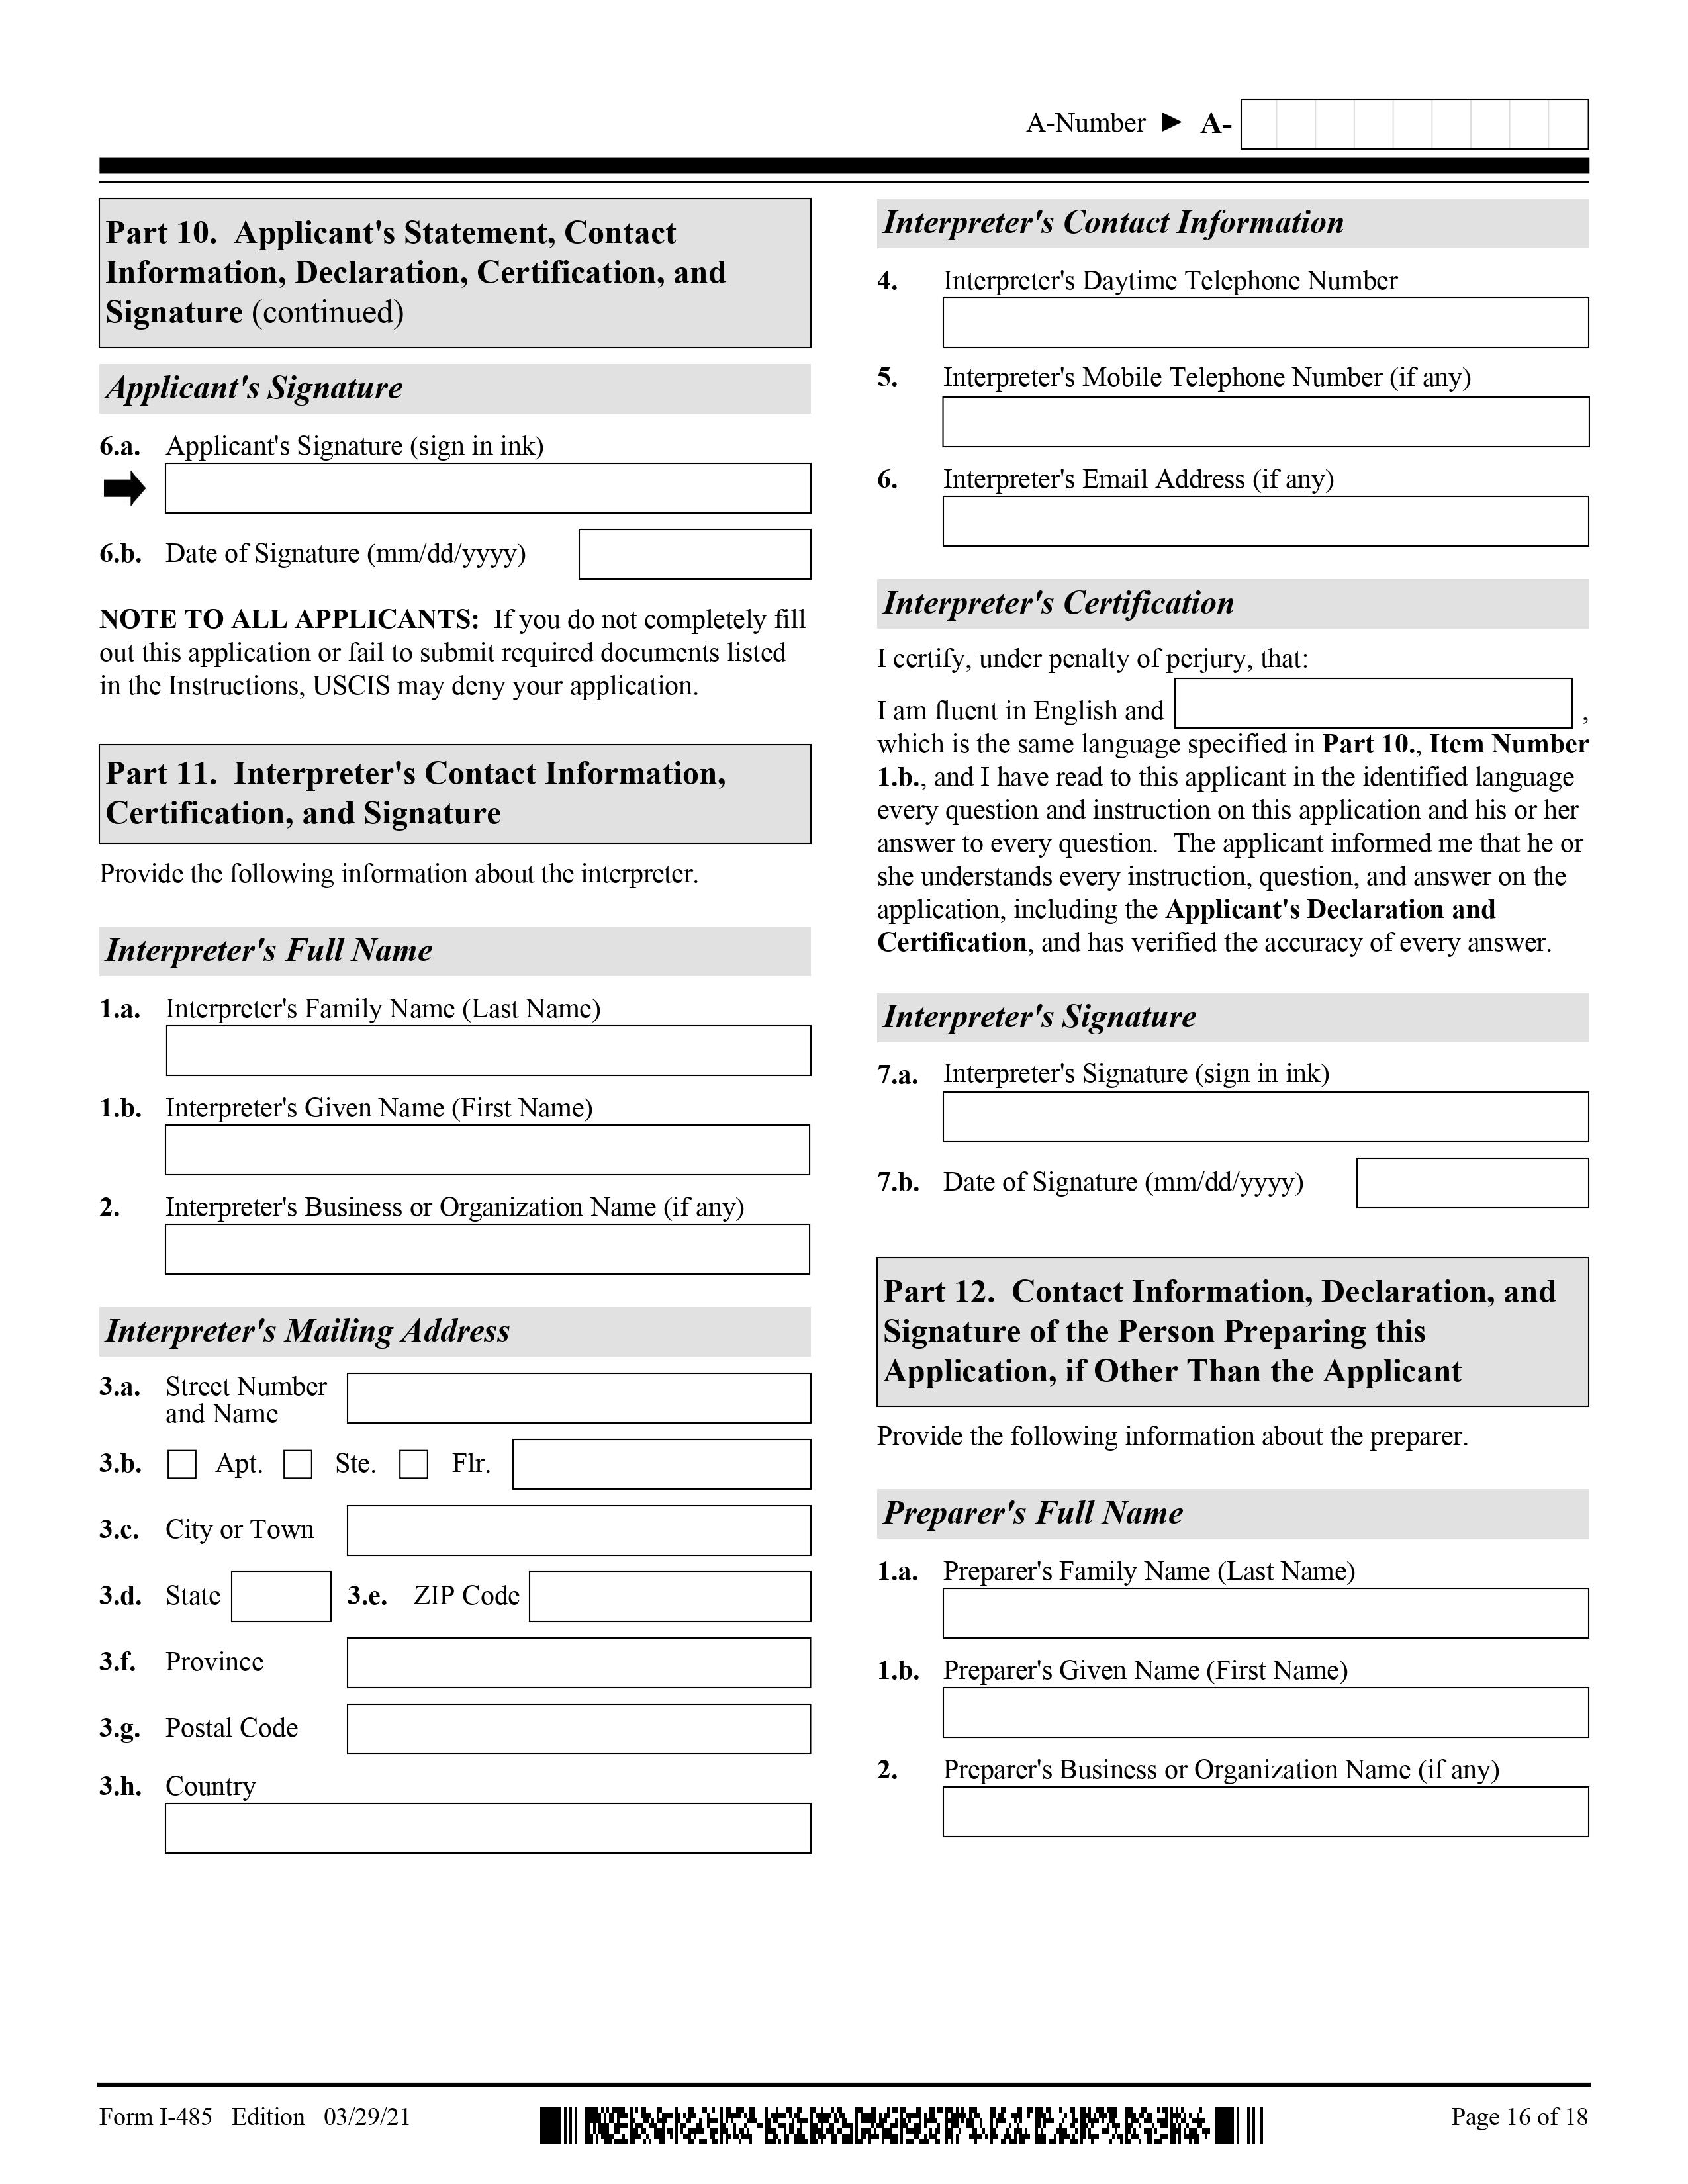 A-Number ► A-
Part 10.  Applicant's Statement, Contact
Information, Declaration, Certification, and
Signature (continued)
Applicant's Signature
6.a. Applicant's Signature (sign in ink)
6.b. Date of Signature (mm/dd/yyyy)
NOTE TO ALL APPLICANTS:  If you do not completely fill
out this application or fail to submit required documents listed
in the Instructions, USCIS may deny your application.
Part 11.  Interpreter's Contact Information,
Certification, and Signature
Provide the following information about the interpreter.
Interpreter's Full Name
1.a. Interpreter's Family Name (Last Name)
1.b. Interpreter's Given Name (First Name)
2. Interpreter's Business or Organization Name (if any)
Interpreter's Mailing Address
3.a. Street Number
and Name
3.b. Apt. Ste. Flr.
3.c. City or Town
3.d. State 3.e. ZIP Code
3.f. Province
3.g. Postal Code
3.h. Country
Interpreter's Contact Information
4. Interpreter's Daytime Telephone Number
5. Interpreter's Mobile Telephone Number (if any)
6. Interpreter's Email Address (if any)
Interpreter's Certification
I certify, under penalty of perjury, that:
I am fluent in English and ,
which is the same language specified in Part 10., Item Number
1.b., and I have read to this applicant in the identified language
every question and instruction on this application and his or her
answer to every question.  The applicant informed me that he or
she understands every instruction, question, and answer on the
application, including the Applicant's Declaration and
Certification, and has verified the accuracy of every answer.
Interpreter's Signature
7.a. Interpreter's Signature (sign in ink)
7.b. Date of Signature (mm/dd/yyyy)
Part 12.  Contact Information, Declaration, and
Signature of the Person Preparing this
Application, if Other Than the Applicant
Provide the following information about the preparer.
Preparer's Full Name
1.a. Preparer's Family Name (Last Name)
1.b. Preparer's Given Name (First Name)
2. Preparer's Business or Organization Name (if any)
Form I-485   Edition   03/29/21
Page 16 of 18